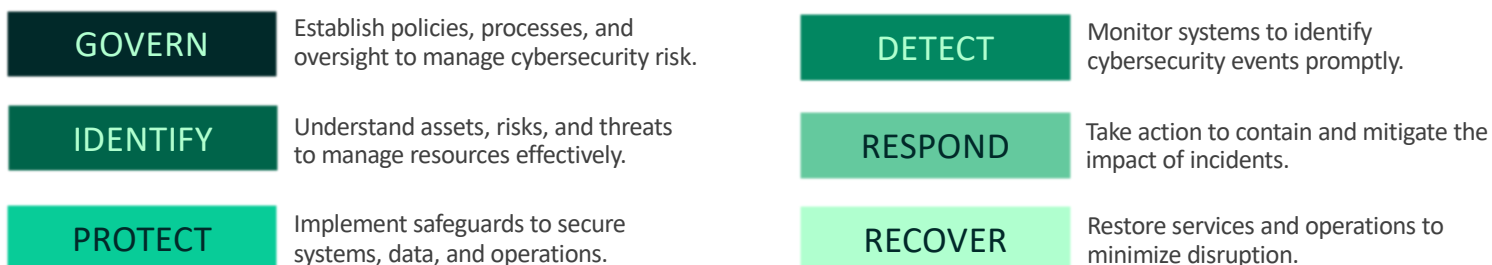 GOVERN
Establish policies, processes, and
oversight to manage cybersecurity risk.
IDENTIFY
Understand assets, risks, and threats
to manage resources effectively.
PROTECT
Implement safeguards to secure
systems, data, and operations.
DETECT
Monitor systems to identify
cybersecurity events promptly.
RESPOND
Take action to contain and mitigate the
impact of incidents.
RECOVER
Restore services and operations to
minimize disruption.